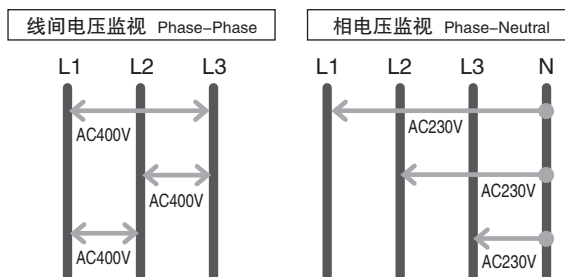 线间电压监视 Phase–Phase
L1 L2 L3
AC400V
AC400V
AC400V
相电压监视 Phase–Neutral
L1 L2 L3 N
AC230V
AC230V
AC230V